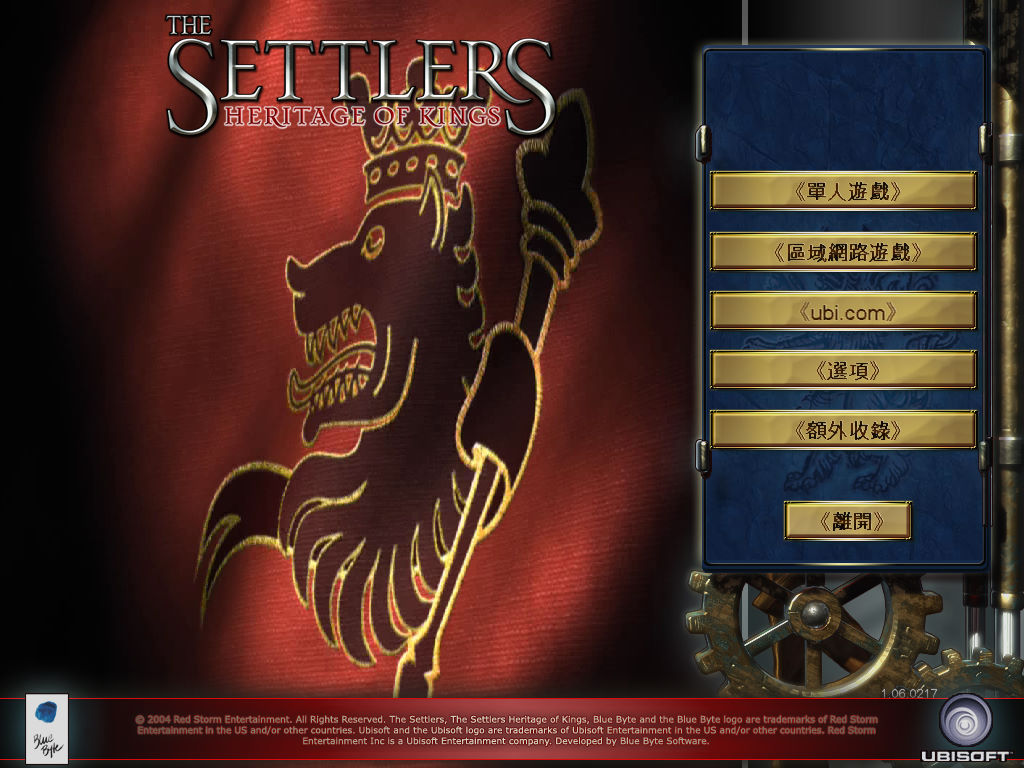 THE
SETTLERS
HERITAGE OF KINGS
《單人遊戲》
《區域網路遊戲》
《ubi.com》
《選項》
《額外收錄》
《離開》
1.06.0217
© 2004 Red Storm Entertainment. All Rights Reserved. The Settlers, The Settlers Heritage of Kings, Blue Byte and the Blue Byte logo are trademarks of Red Storm
Entertainment in the US and/or other countries. Ubisoft and the Ubisoft logo are trademarks of Ubisoft Entertainment in the US and/or other countries. Red Storm
Entertainment Inc is a Ubisoft Entertainment company. Developed by Blue Byte Software.
Blue
Byte
UBISOFT™